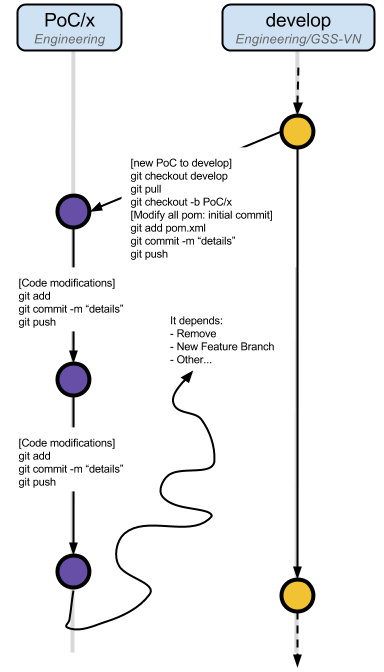 PoC/x
Engineering
develop
Engineering/GSS-VN
[new PoC to develop]
git checkout develop
git pull
git checkout -b PoC/x
[Modify all pom: initial commit]
git add pom.xml
git commit -m “details”
git push
[Code modifications]
git add
git commit -m “details”
git push
It depends:
- Remove
- New Feature Branch
- Other...
[Code modifications]
git add
git commit -m “details”
git push